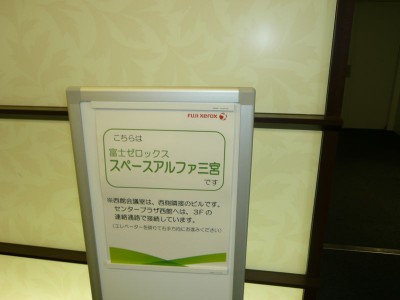 FUJI XEROX
こちらは
富士ゼロックス
スペースアルファ三宮
です
※西館会議室は、西側隣接のビルです。
センタープラザ西館へは、3Fの
連絡通路で接続しています。